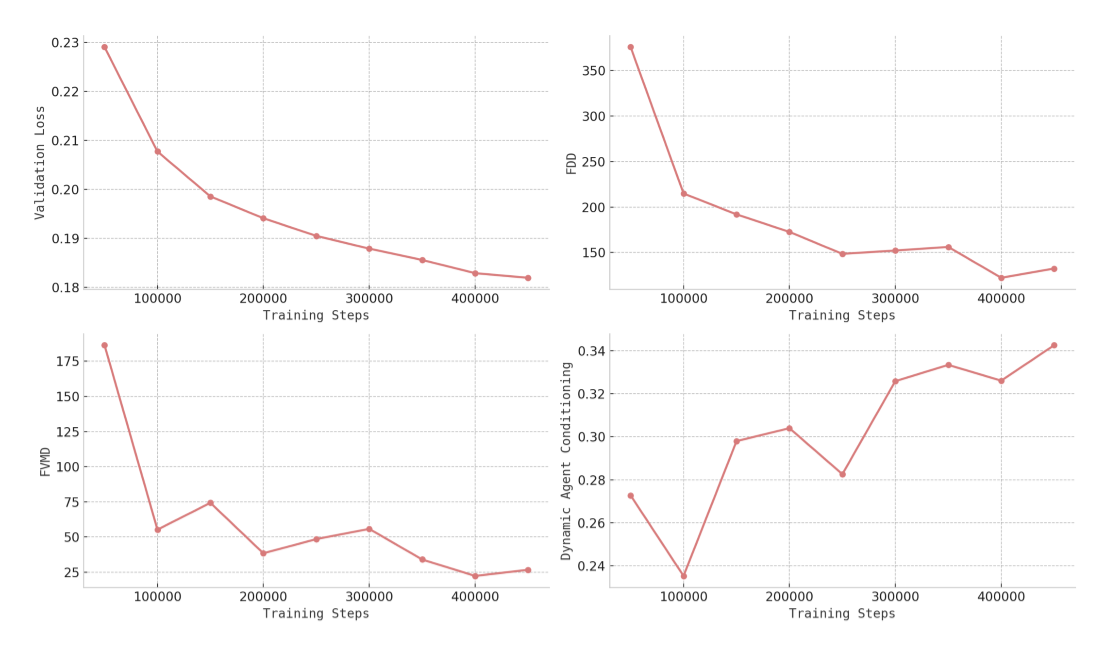 0.23
0.22
0.21
0.20
0.19
0.18
Validation Loss
100000 200000 300000 400000
Training Steps
350
300
250
200
150
FDD
100000 200000 300000 400000
Training Steps
175
150
125
100
75
50
25
FVMD
100000 200000 300000 400000
Training Steps
0.34
0.32
0.30
0.28
0.26
0.24
Dynamic Agent Conditioning
100000 200000 300000 400000
Training Steps